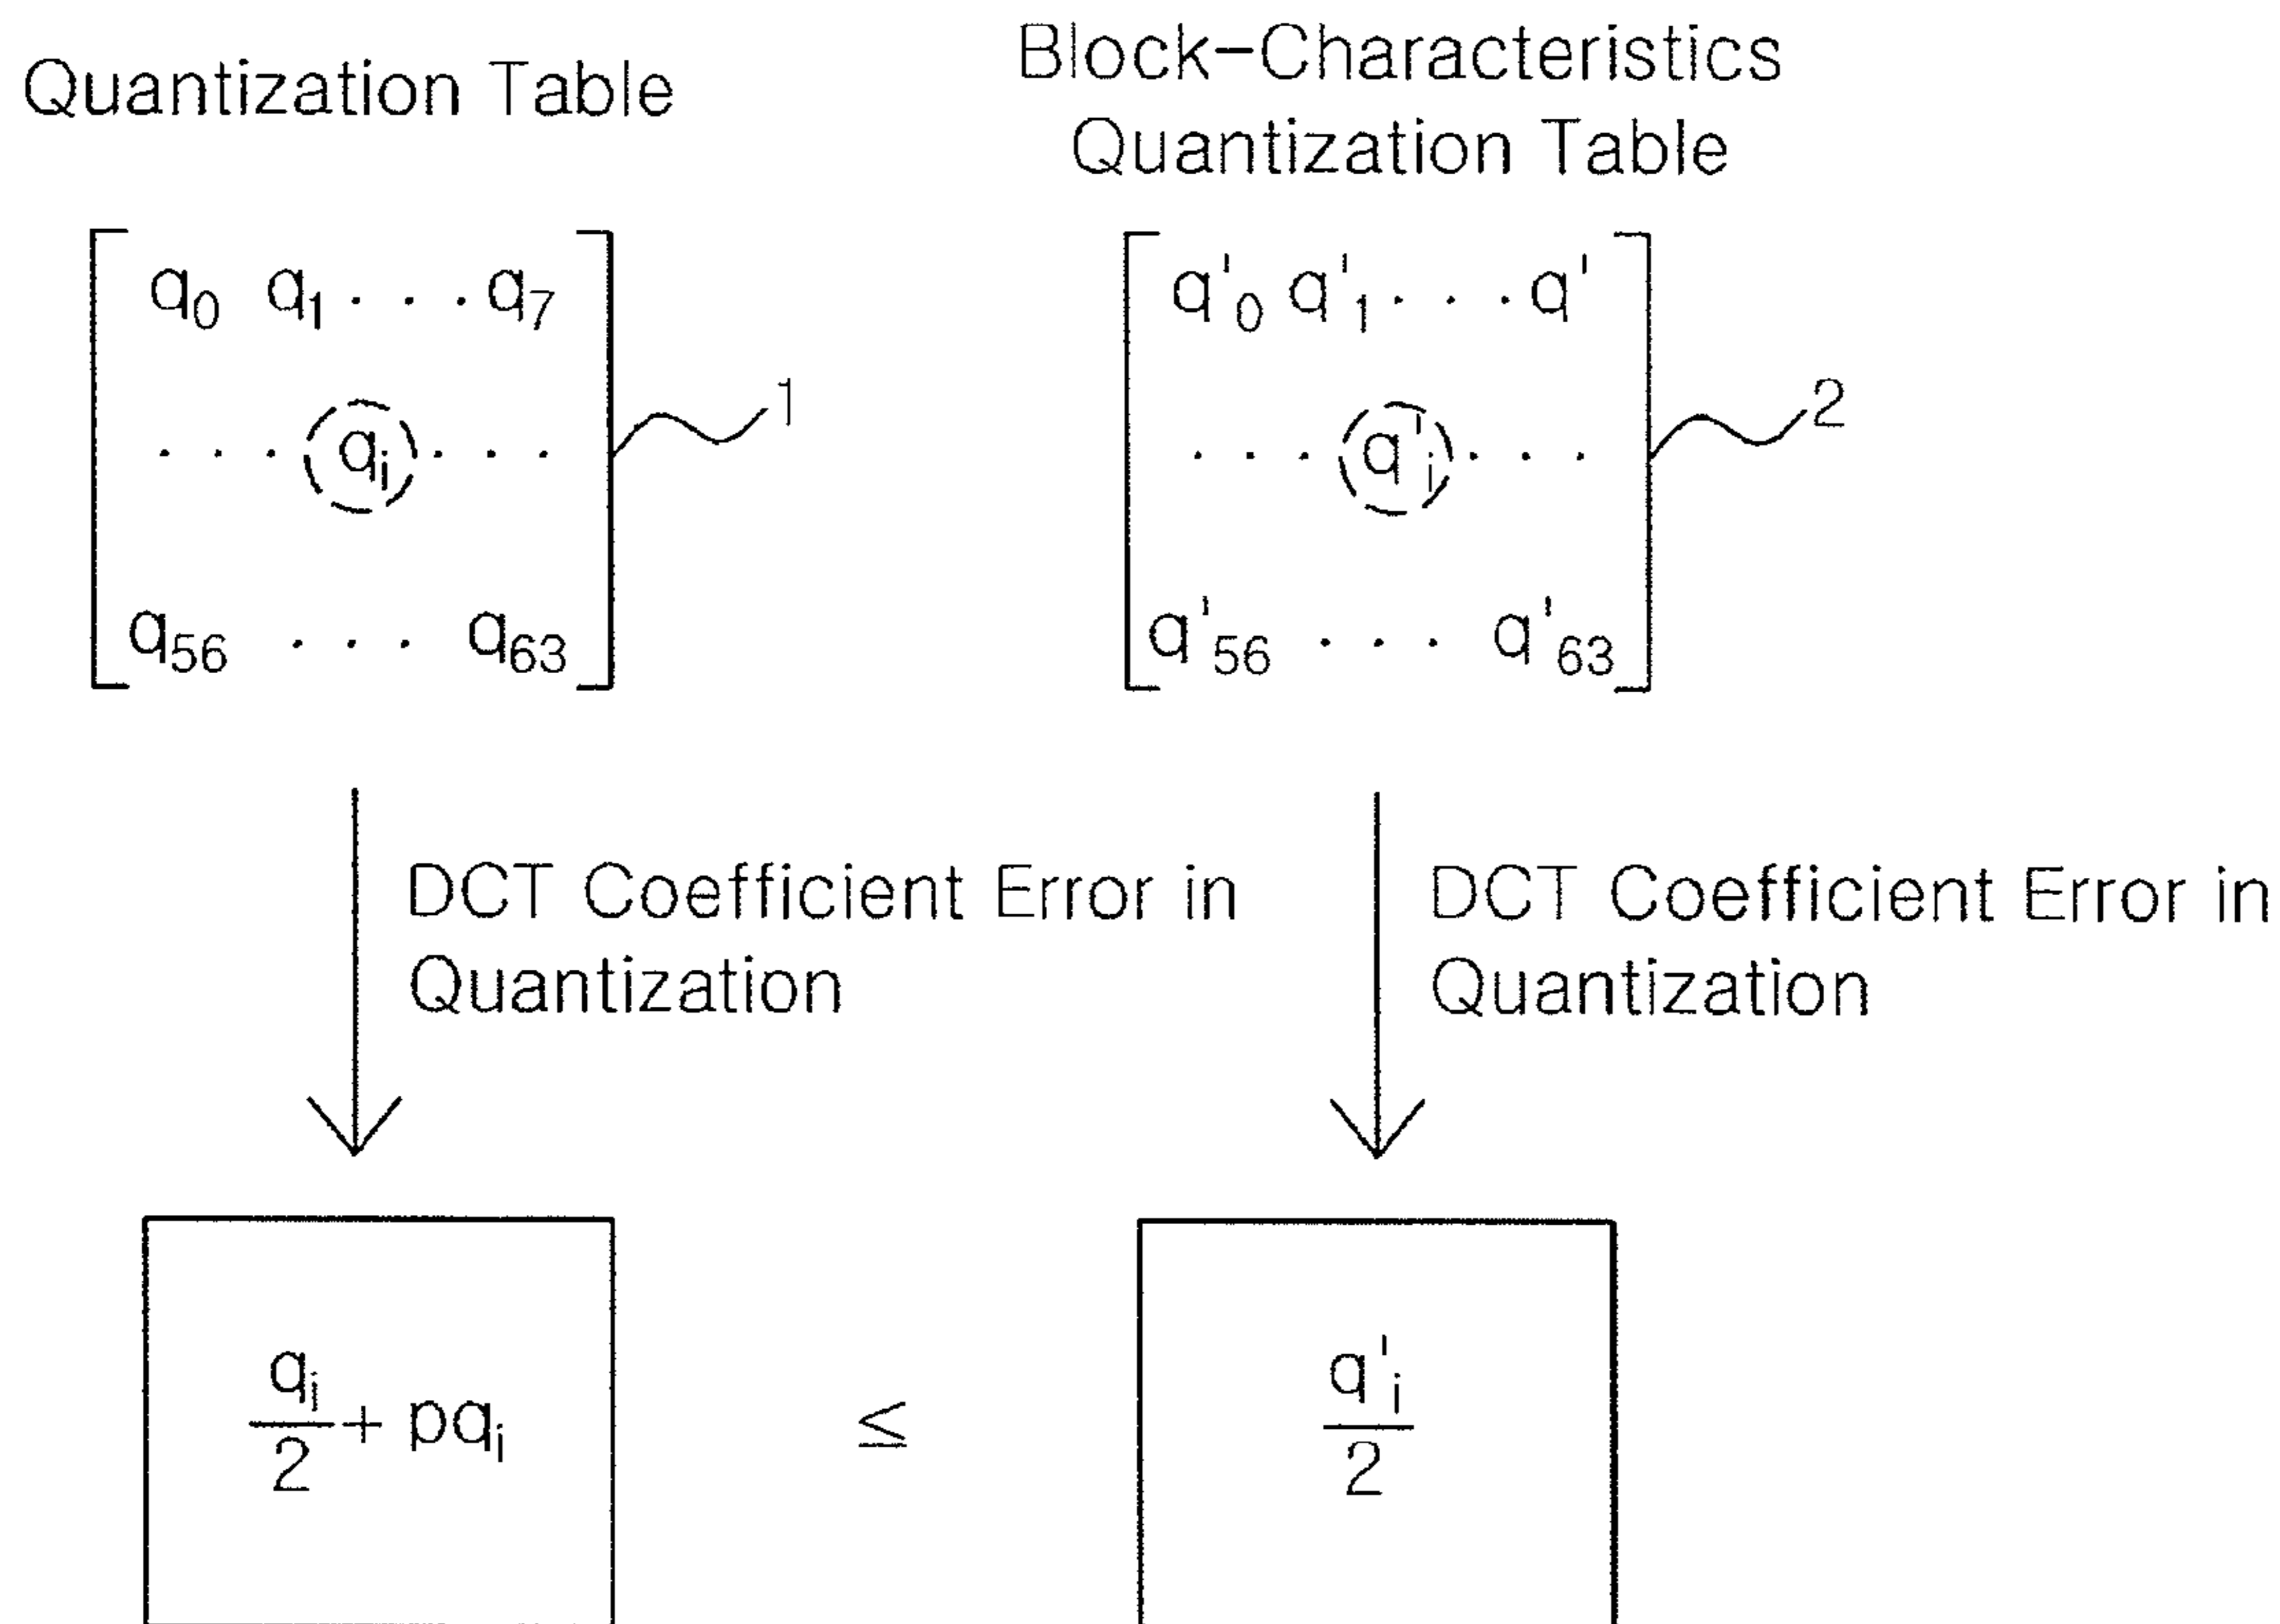 Quantization Table
q₀ q₁ . . . q₇
. . . qᵢ . . .
q₅₆ . . . q₆₃
1
Block-Characteristics
Quantization Table
q'₀ q'₁ . . . q'
. . . q'ᵢ . . .
q'₅₆ . . . q'₆₃
2
DCT Coefficient Error in
Quantization
DCT Coefficient Error in
Quantization
qᵢ/2 + pqᵢ
≤
q'ᵢ/2